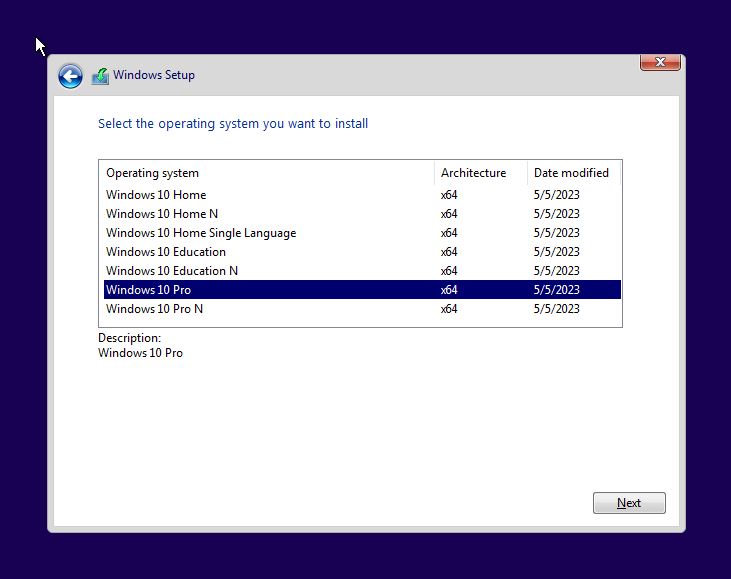 Windows Setup
Select the operating system you want to install
Operating system Architecture Date modified
Windows 10 Home x64 5/5/2023
Windows 10 Home N x64 5/5/2023
Windows 10 Home Single Language x64 5/5/2023
Windows 10 Education x64 5/5/2023
Windows 10 Education N x64 5/5/2023
Windows 10 Pro x64 5/5/2023
Windows 10 Pro N x64 5/5/2023
Description:
Windows 10 Pro
Next